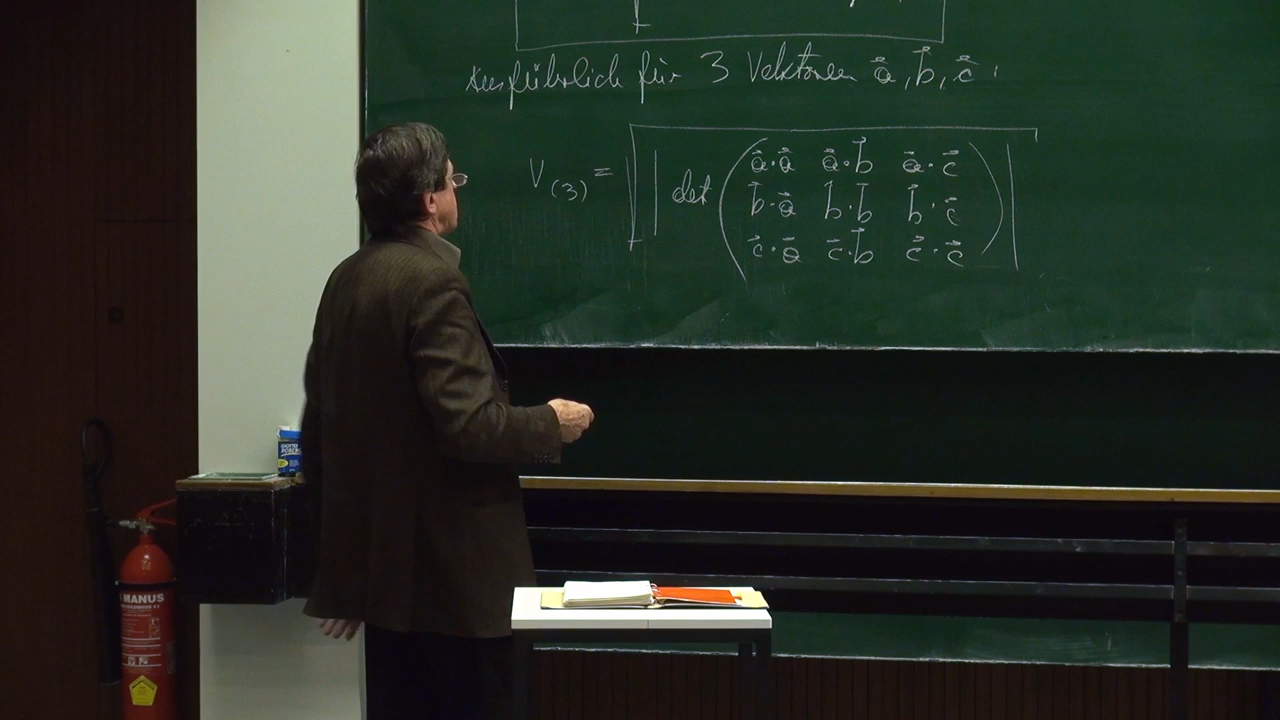 Ausführlich für 3 Vektoren a⃗, b⃗, c⃗ :
V₍₃₎ = √|det ( a⃗·a⃗ a⃗·b⃗ a⃗·c⃗
b⃗·a⃗ b⃗·b⃗ b⃗·c⃗
c⃗·a⃗ c⃗·b⃗ c⃗·c⃗ )|
MANUS